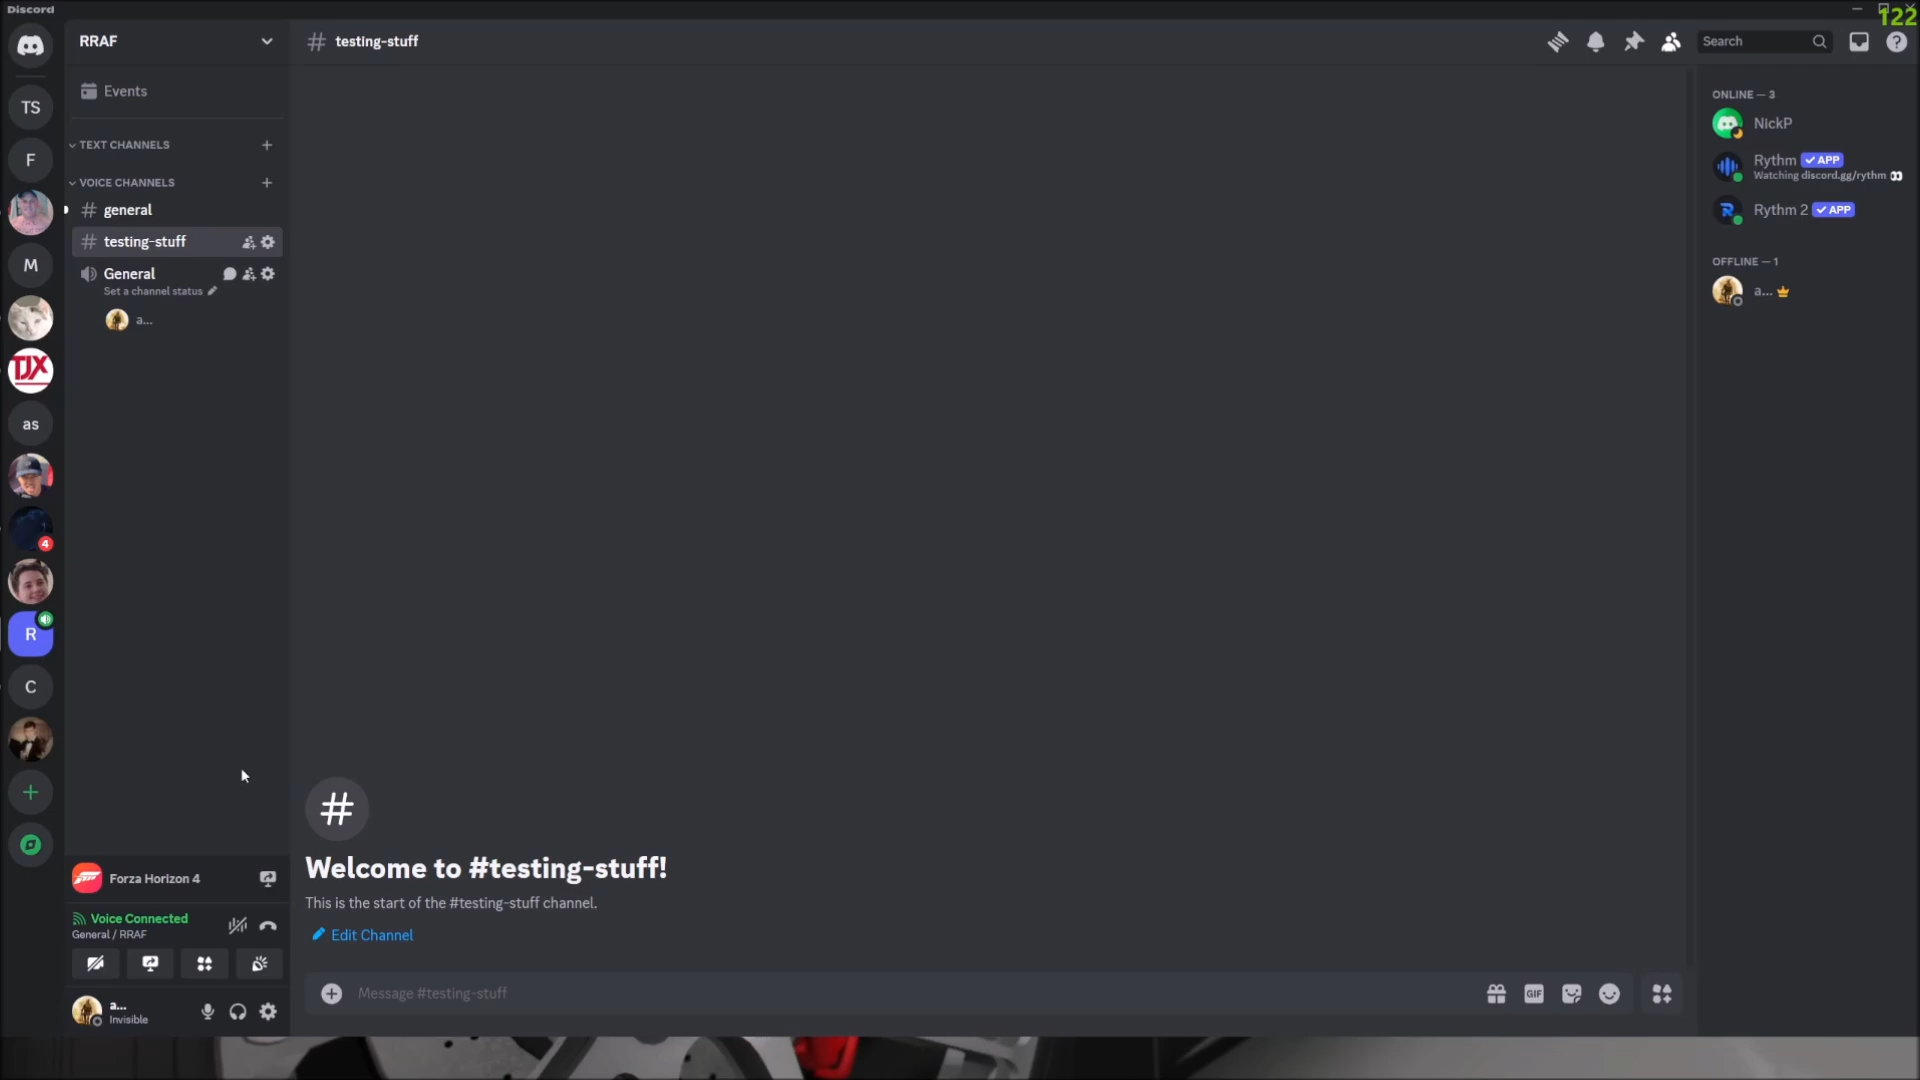 Discord
122
RRAF
testing-stuff
Search
Events
TEXT CHANNELS
VOICE CHANNELS
general
testing-stuff
General
Set a channel status
a...
TS
F
M
TJX
as
4
R
C
Forza Horizon 4
Voice Connected
General / RRAF
a...
Invisible
#
Welcome to #testing-stuff!
This is the start of the #testing-stuff channel.
Edit Channel
Message #testing-stuff
GIF
ONLINE — 3
NickP
Rythm APP
Watching discord.gg/rythm
Rythm 2 APP
OFFLINE — 1
a...